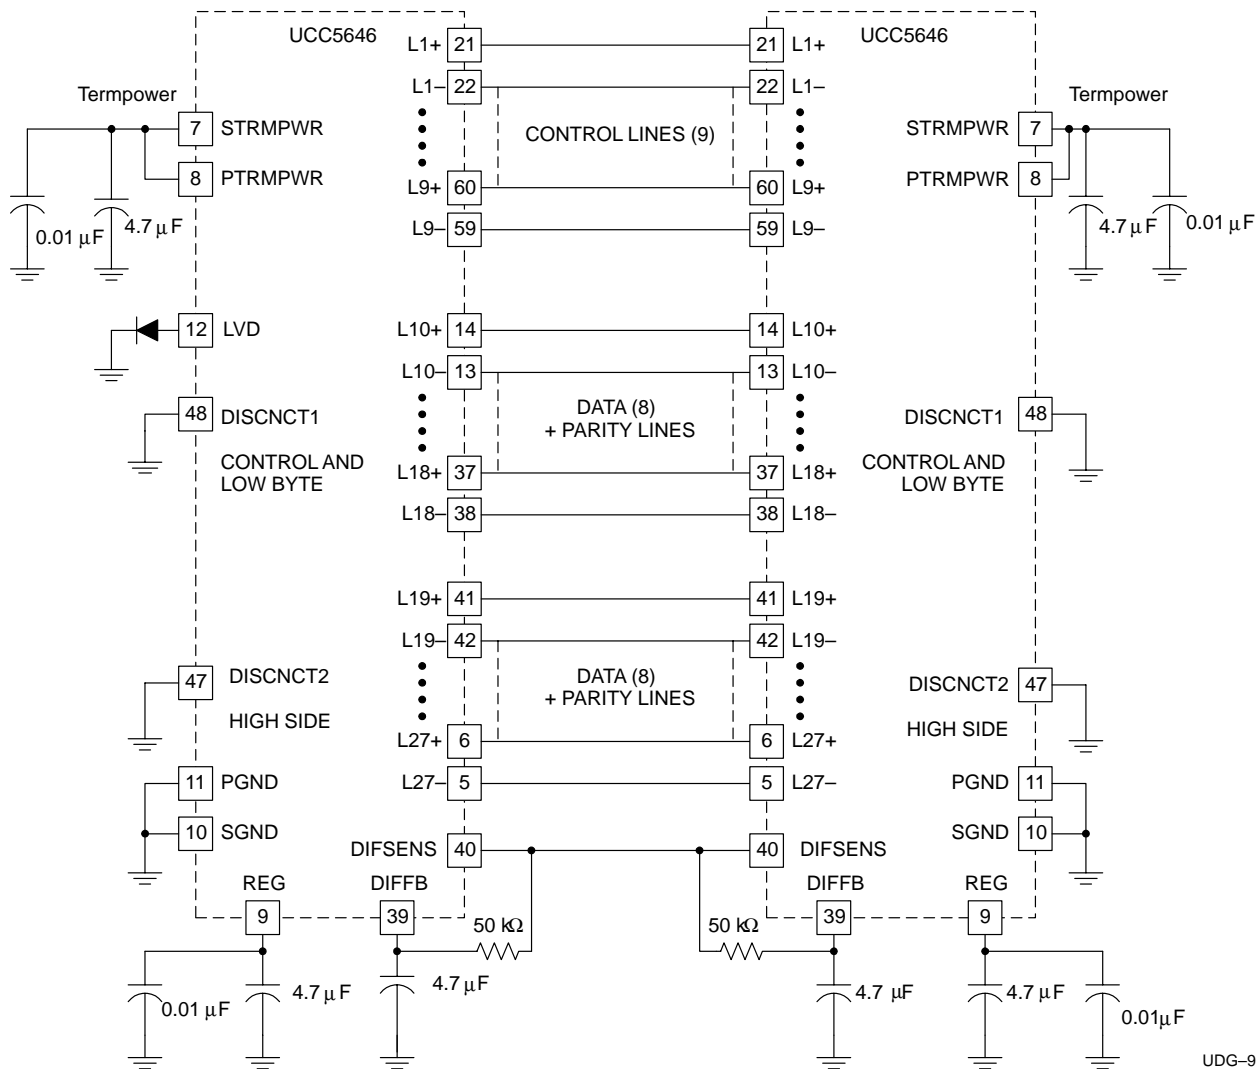 UCC5646
UCC5646
L1+ 21
21 L1+
L1– 22
22 L1–
Termpower
Termpower
7 STRMPWR
STRMPWR 7
CONTROL LINES (9)
8 PTRMPWR
PTRMPWR 8
L9+ 60
60 L9+
0.01 µF
4.7 µF
4.7 µF
0.01 µF
L9– 59
59 L9–
12 LVD
L10+ 14
14 L10+
L10– 13
13 L10–
48 DISCNCT1
DISCNCT1 48
DATA (8)
+ PARITY LINES
CONTROL AND
LOW BYTE
CONTROL AND
LOW BYTE
L18+ 37
37 L18+
L18– 38
38 L18–
L19+ 41
41 L19+
L19– 42
42 L19–
47 DISCNCT2
DISCNCT2 47
DATA (8)
+ PARITY LINES
HIGH SIDE
HIGH SIDE
L27+ 6
6 L27+
11 PGND
L27– 5
5 L27–
PGND 11
10 SGND
SGND 10
DIFSENS 40
40 DIFSENS
REG
DIFFB
DIFFB
REG
9
39
39
9
50 kΩ
50 kΩ
0.01 µF
4.7 µF
4.7 µF
4.7 µF
4.7 µF
0.01µF
UDG–9